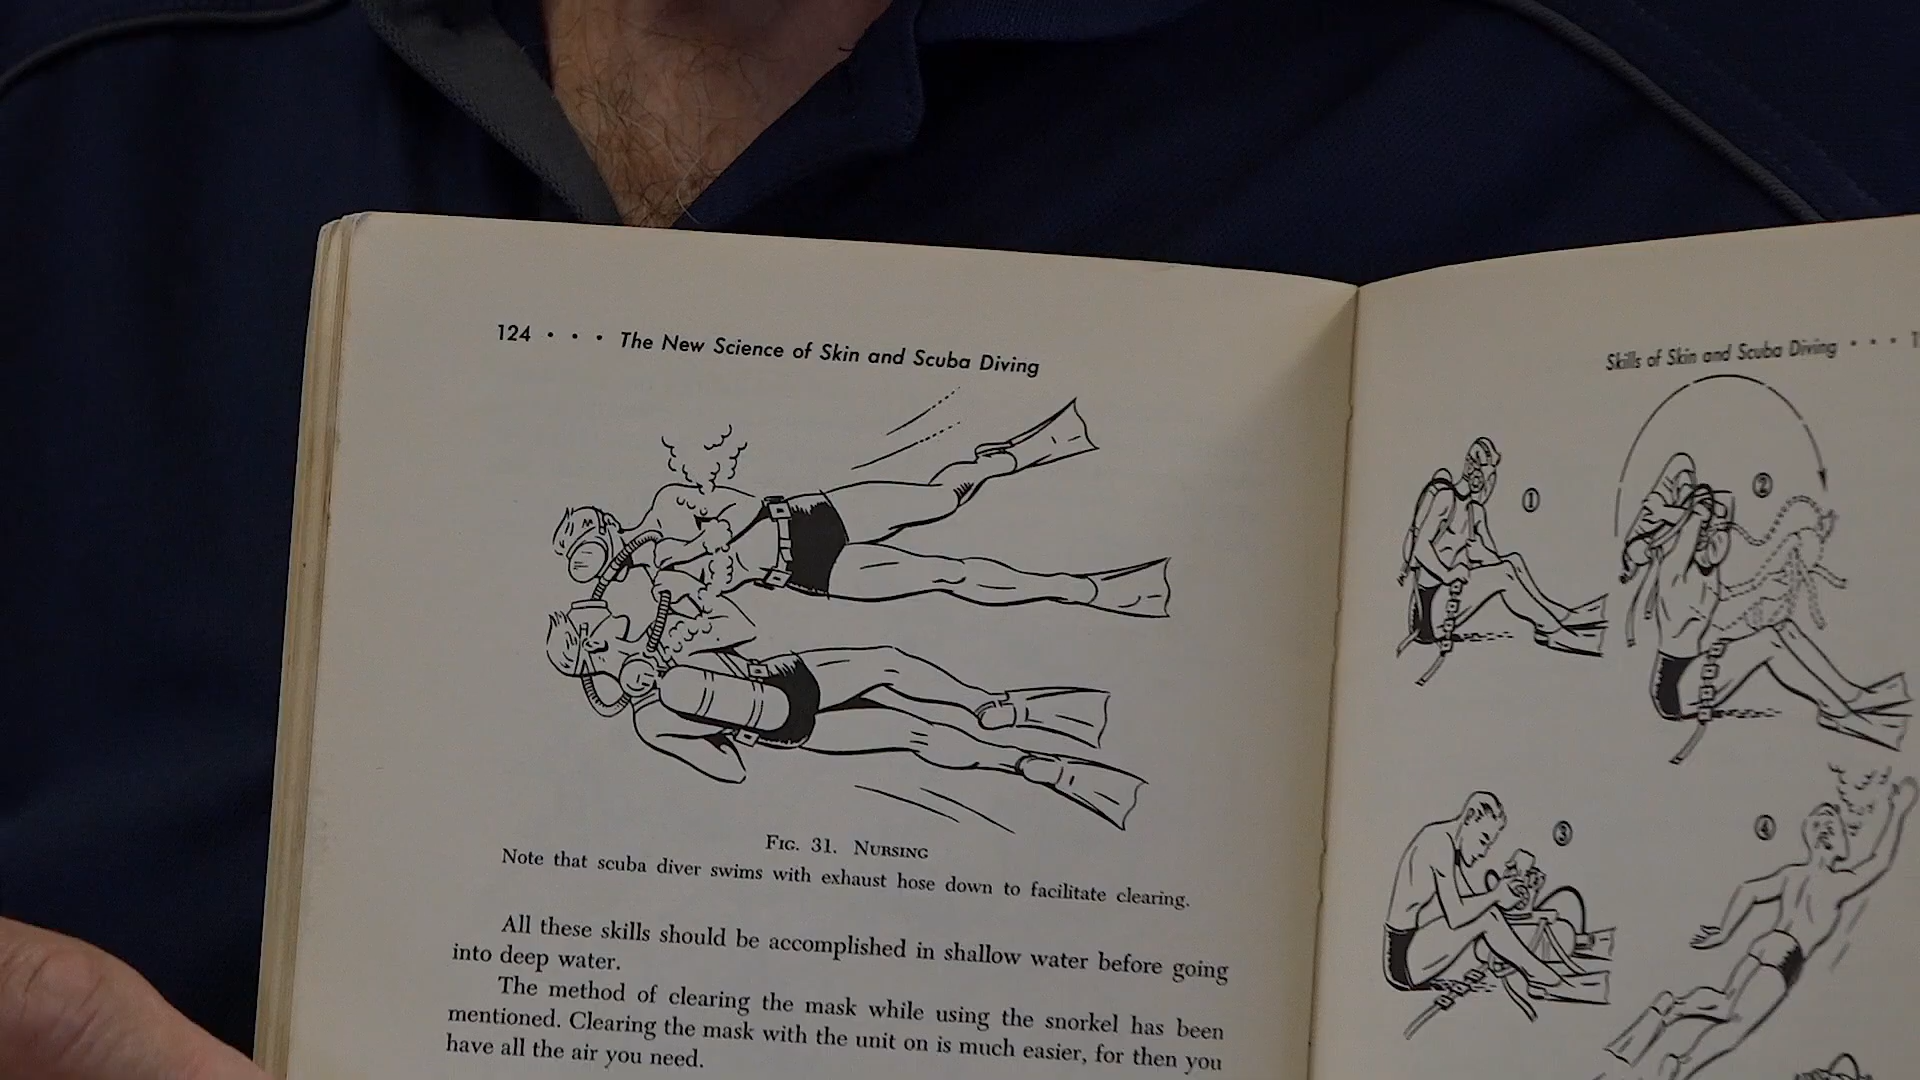 124 • • • The New Science of Skin and Scuba Diving
FIG. 31. NURSING
Note that scuba diver swims with exhaust hose down to facilitate clearing.
All these skills should be accomplished in shallow water before going
into deep water.
The method of clearing the mask while using the snorkel has been
mentioned. Clearing the mask with the unit on is much easier, for then you
have all the air you need.
Skills of Skin and Scuba Diving • • •
①
②
③
④